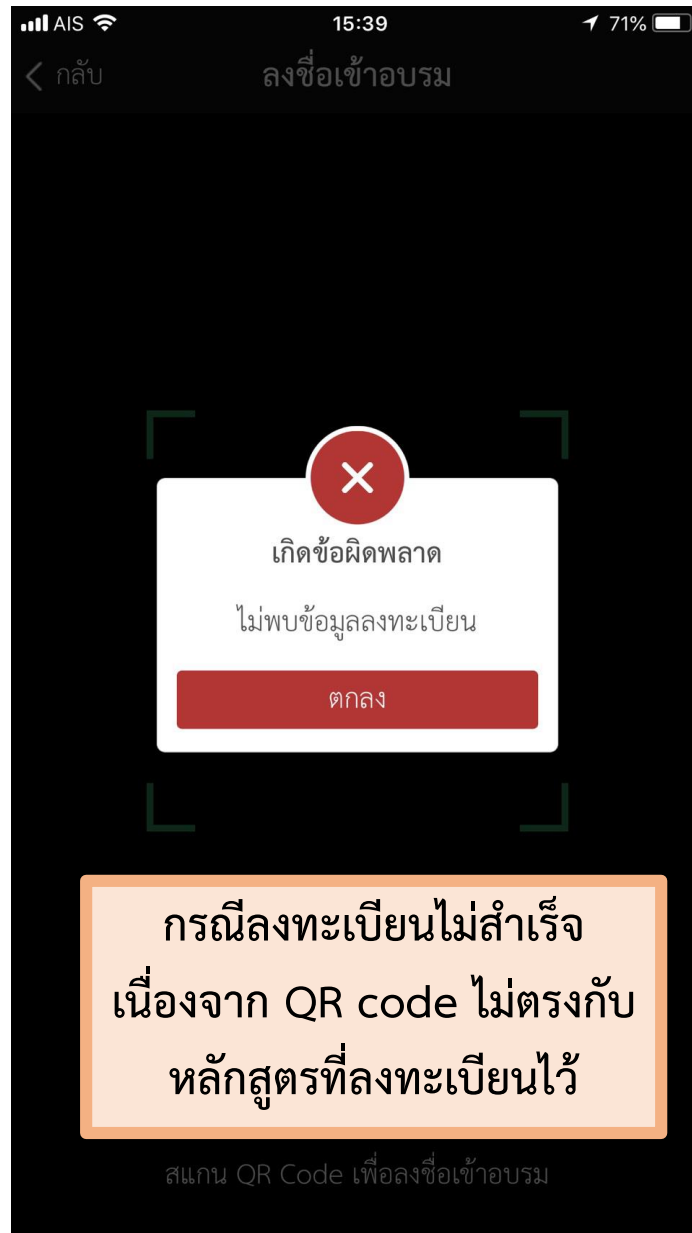 AIS 15:39 71%
กลับ ลงชื่อเข้าอบรม
เกิดข้อผิดพลาด
ไม่พบข้อมูลลงทะเบียน
ตกลง
กรณีลงทะเบียนไม่สำเร็จ
เนื่องจาก QR code ไม่ตรงกับ
หลักสูตรที่ลงทะเบียนไว้
สแกน QR Code เพื่อลงชื่อเข้าอบรม